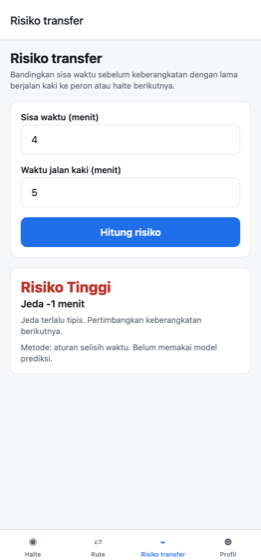 Risiko transfer
Risiko transfer
Bandingkan sisa waktu sebelum keberangkatan dengan lama
berjalan kaki ke peron atau halte berikutnya.
Sisa waktu (menit)
4
Waktu jalan kaki (menit)
5
Hitung risiko
Risiko Tinggi
Jeda -1 menit
Jeda terlalu tipis. Pertimbangkan keberangkatan
berikutnya.
Metode: aturan selisih waktu. Belum memakai model
prediksi.
Halte
Rute
Risiko transfer
Profil